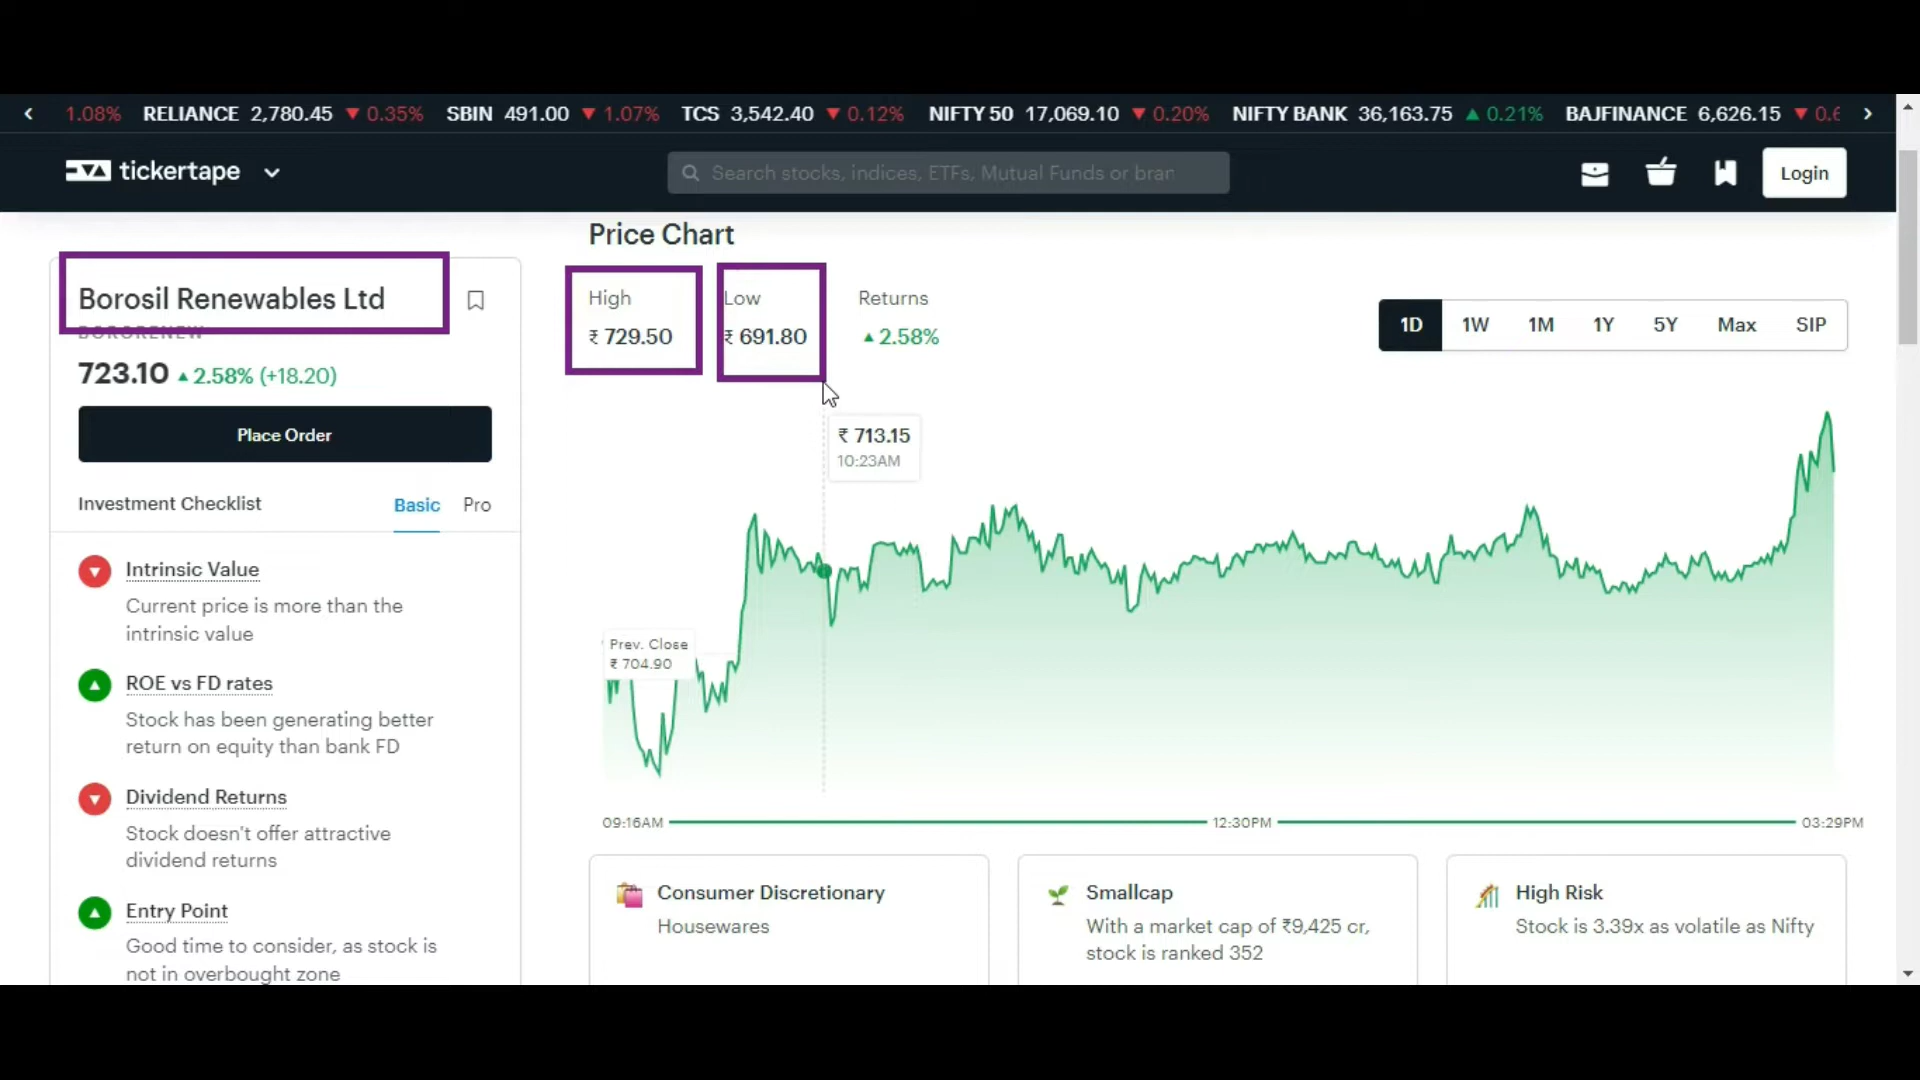 1.08% RELIANCE 2,780.45 ▼ 0.35% SBIN 491.00 ▼ 1.07% TCS 3,542.40 ▼ 0.12% NIFTY 50 17,069.10 ▼ 0.20% NIFTY BANK 36,163.75 ▲ 0.21% BAJFINANCE 6,626.15 ▼
tickertape
Search stocks, indices, ETFs, Mutual Funds or bran
Login
Borosil Renewables Ltd
BORORENEW
723.10 ▲ 2.58% (+18.20)
Place Order
Investment Checklist Basic Pro
Intrinsic Value
Current price is more than the
intrinsic value
ROE vs FD rates
Stock has been generating better
return on equity than bank FD
Dividend Returns
Stock doesn't offer attractive
dividend returns
Entry Point
Good time to consider, as stock is
not in overbought zone
Price Chart
High Low Returns
₹ 729.50 ₹ 691.80 ▲ 2.58%
1D 1W 1M 1Y 5Y Max SIP
₹ 713.15
10:23AM
Prev. Close
₹ 704.90
09:16AM 12:30PM 03:29PM
Consumer Discretionary
Housewares
Smallcap
With a market cap of ₹9,425 cr,
stock is ranked 352
High Risk
Stock is 3.39x as volatile as Nifty